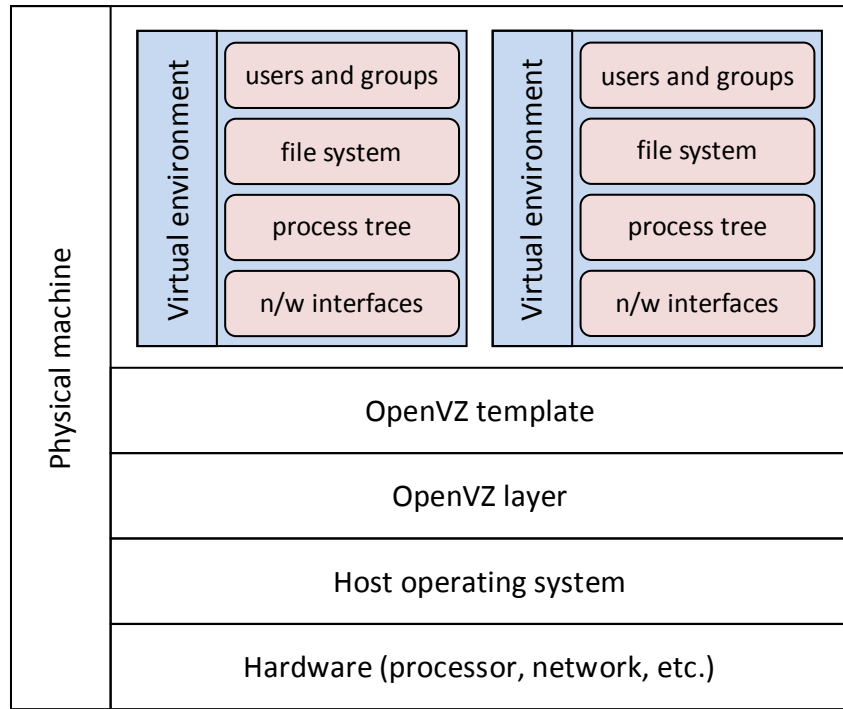 Physical machine
Virtual environment
users and groups
file system
process tree
n/w interfaces
Virtual environment
users and groups
file system
process tree
n/w interfaces
OpenVZ template
OpenVZ layer
Host operating system
Hardware (processor, network, etc.)